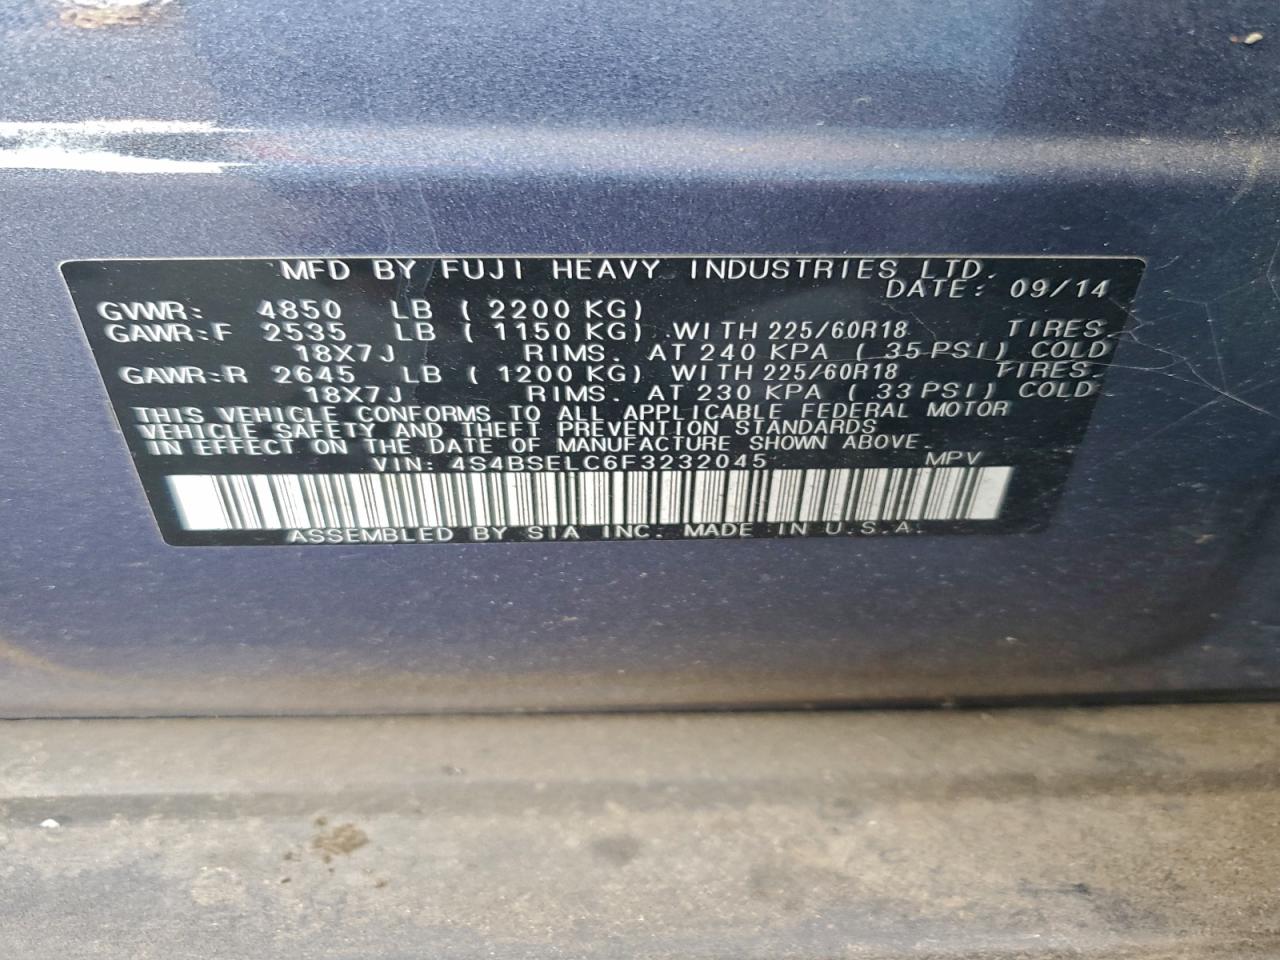 MFD BY FUJI HEAVY INDUSTRIES LTD.
DATE: 09/14
GVWR: 4850 LB ( 2200 KG)
GAWR:F 2535 LB ( 1150 KG) WITH 225/60R18 TIRES,
18X7J RIMS. AT 240 KPA ( 35 PSI) COLD
GAWR:R 2645 LB ( 1200 KG) WITH 225/60R18 TIRES.
18X7J RIMS. AT 230 KPA ( 33 PSI) COLD
THIS VEHICLE CONFORMS TO ALL APPLICABLE FEDERAL MOTOR
VEHICLE SAFETY AND THEFT PREVENTION STANDARDS
IN EFFECT ON THE DATE OF MANUFACTURE SHOWN ABOVE.
VIN: 4S4BSELC6F3232045 MPV
ASSEMBLED BY SIA INC. MADE IN U.S.A.